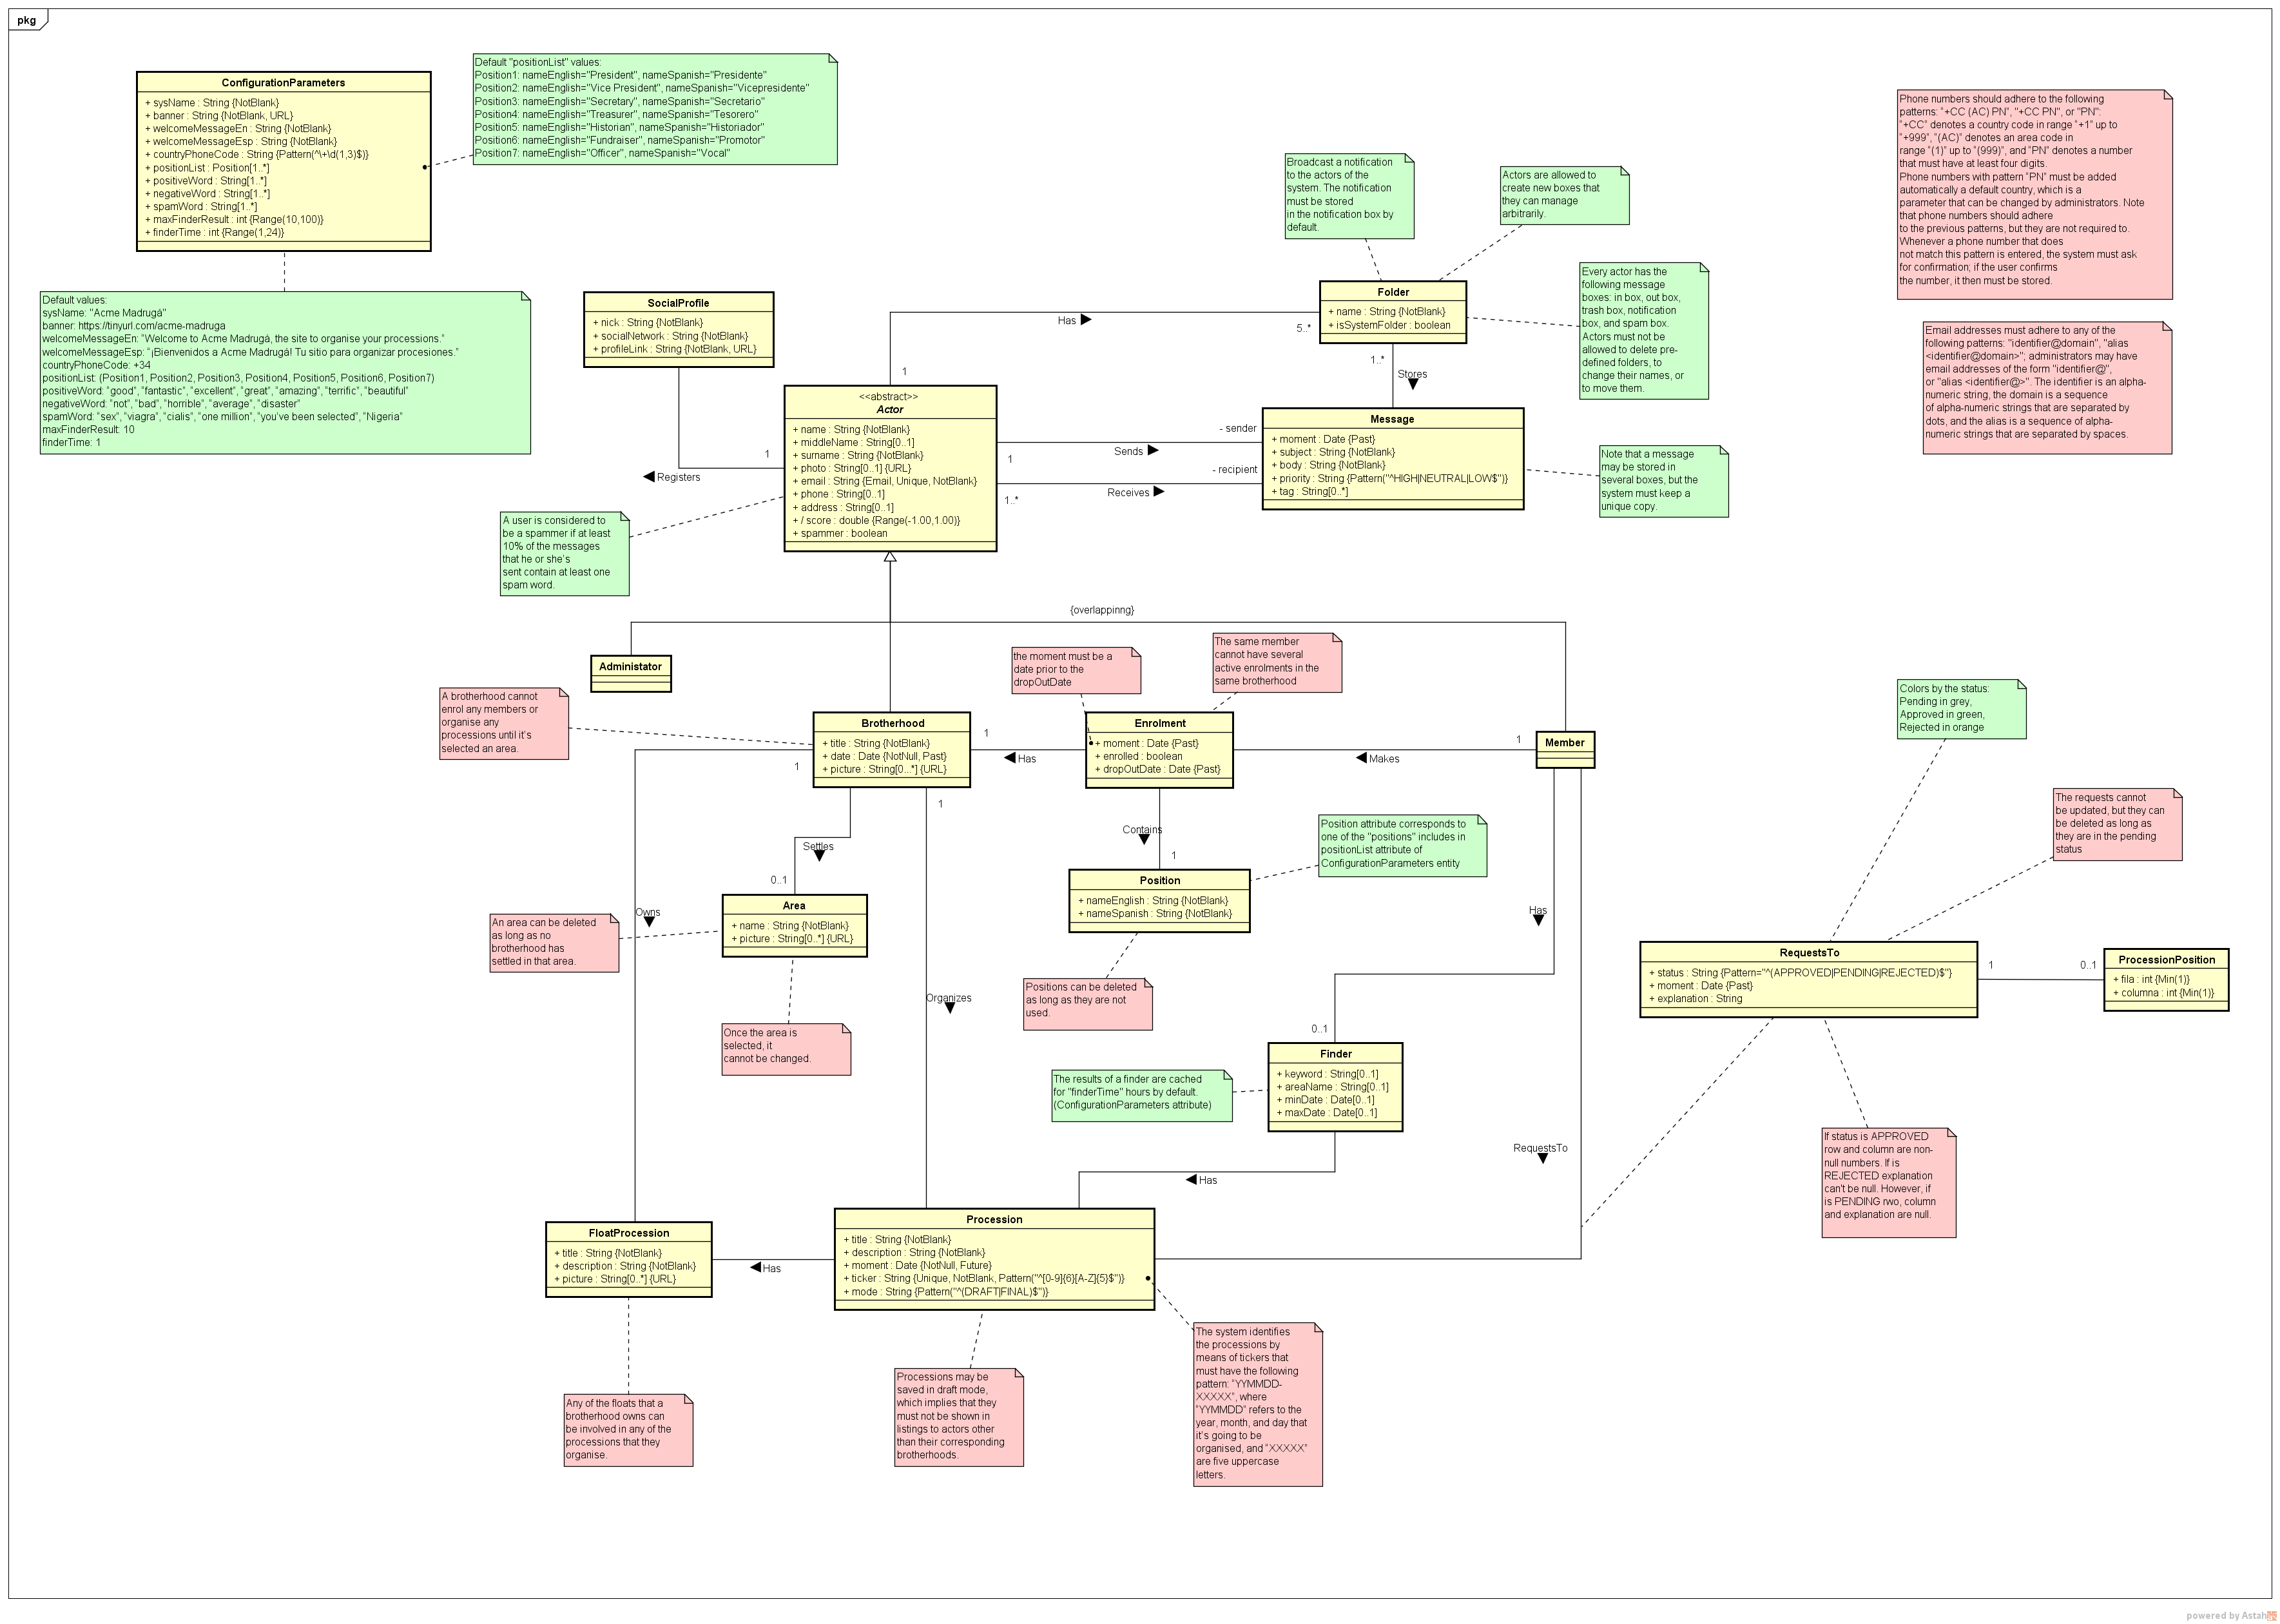 pkg
ConfigurationParameters
+ sysName : String {NotBlank}
+ banner : String {NotBlank, URL}
+ welcomeMessageEn : String {NotBlank}
+ welcomeMessageEsp : String {NotBlank}
+ countryPhoneCode : String {Pattern(^\+\d(1,3)$)}
+ positionList : Position[1..*]
+ positiveWord : String[1..*]
+ negativeWord : String[1..*]
+ spamWord : String[1..*]
+ maxFinderResult : int {Range(10,100)}
+ finderTime : int {Range(1,24)}
Default "positionList" values:
Position1: nameEnglish="President", nameSpanish="Presidente"
Position2: nameEnglish="Vice President", nameSpanish="Vicepresidente"
Position3: nameEnglish="Secretary", nameSpanish="Secretario"
Position4: nameEnglish="Treasurer", nameSpanish="Tesorero"
Position5: nameEnglish="Historian", nameSpanish="Historiador"
Position6: nameEnglish="Fundraiser", nameSpanish="Promotor"
Position7: nameEnglish="Officer", nameSpanish="Vocal"
Default values:
sysName: "Acme Madrugá"
banner: https://tinyurl.com/acme-madruga
welcomeMessageEn: "Welcome to Acme Madrugá, the site to organise your processions."
welcomeMessageEsp: "¡Bienvenidos a Acme Madrugá! Tu sitio para organizar procesiones."
countryPhoneCode: +34
positionList: (Position1, Position2, Position3, Position4, Position5, Position6, Position7)
positiveWord: "good", "fantastic", "excellent", "great", "amazing", "terrific", "beautiful"
negativeWord: "not", "bad", "horrible", "average", "disaster"
spamWord: "sex", "viagra", "cialis", "one million", "you've been selected", "Nigeria"
maxFinderResult: 10
finderTime: 1
Broadcast a notification
to the actors of the
system. The notification
must be stored
in the notification box by
default.
Actors are allowed to
create new boxes that
they can manage
arbitrarily.
Phone numbers should adhere to the following
patterns: "+CC (AC) PN", "+CC PN", or "PN":
"+CC" denotes a country code in range "+1" up to
"+999", "(AC)" denotes an area code in
range "(1)" up to "(999)", and "PN" denotes a number
that must have at least four digits.
Phone numbers with pattern "PN" must be added
automatically a default country, which is a
parameter that can be changed by administrators. Note
that phone numbers should adhere
to the previous patterns, but they are not required to.
Whenever a phone number that does
not match this pattern is entered, the system must ask
for confirmation; if the user confirms
the number, it then must be stored.
Email addresses must adhere to any of the
following patterns: "identifier@domain", "alias
<identifier@domain>"; administrators may have
email addresses of the form "identifier@",
or "alias <identifier@>". The identifier is an alpha-
numeric string, the domain is a sequence
of alpha-numeric strings that are separated by
dots, and the alias is a sequence of alpha-
numeric strings that are separated by spaces.
Every actor has the
following message
boxes: in box, out box,
trash box, notification
box, and spam box.
Actors must not be
allowed to delete pre-
defined folders, to
change their names, or
to move them.
Folder
+ name : String {NotBlank}
+ isSystemFolder : boolean
Has
5..*
1
1..*
Stores
SocialProfile
+ nick : String {NotBlank}
+ socialNetwork : String {NotBlank}
+ profileLink : String {NotBlank, URL}
1
Registers
<<abstract>>
Actor
+ name : String {NotBlank}
+ middleName : String[0..1]
+ surname : String {NotBlank}
+ photo : String[0..1] {URL}
+ email : String {Email, Unique, NotBlank}
+ phone : String[0..1]
+ address : String[0..1]
+ / score : double {Range(-1.00,1.00)}
+ spammer : boolean
- sender
1
Sends
- recipient
1..*
Receives
Message
+ moment : Date {Past}
+ subject : String {NotBlank}
+ body : String {NotBlank}
+ priority : String {Pattern("^HIGH|NEUTRAL|LOW$")}
+ tag : String[0..*]
Note that a message
may be stored in
several boxes, but the
system must keep a
unique copy.
A user is considered to
be a spammer if at least
10% of the messages
that he or she's
sent contain at least one
spam word.
{overlappinng}
Administator
A brotherhood cannot
enrol any members or
organise any
processions until it's
selected an area.
Brotherhood
+ title : String {NotBlank}
+ date : Date {NotNull, Past}
+ picture : String[0...*] {URL}
the moment must be a
date prior to the
dropOutDate
The same member
cannot have several
active enrolments in the
same brotherhood
Enrolment
+ moment : Date {Past}
+ enrolled : boolean
+ dropOutDate : Date {Past}
1
Has
1
Makes
Member
1
1
Colors by the status:
Pending in grey,
Approved in green,
Rejected in orange
The requests cannot
be updated, but they can
be deleted as long as
they are in the pending
status
Contains
1
Position attribute corresponds to
one of the "positions" includes in
positionList attribute of
ConfigurationParameters entity
Position
+ nameEnglish : String {NotBlank}
+ nameSpanish : String {NotBlank}
Positions can be deleted
as long as they are not
used.
Settles
0..1
Area
+ name : String {NotBlank}
+ picture : String[0..*] {URL}
Owns
An area can be deleted
as long as no
brotherhood has
settled in that area.
Once the area is
selected, it
cannot be changed.
Organizes
Has
0..1
RequestsTo
+ status : String {Pattern="^(APPROVED|PENDING|REJECTED)$"}
+ moment : Date {Past}
+ explanation : String
1
0..1
ProcessionPosition
+ fila : int {Min(1)}
+ columna : int {Min(1)}
Finder
+ keyword : String[0..1]
+ areaName : String[0..1]
+ minDate : Date[0..1]
+ maxDate : Date[0..1]
The results of a finder are cached
for "finderTime" hours by default.
(ConfigurationParameters attribute)
RequestsTo
Has
If status is APPROVED
row and column are non-
null numbers. If is
REJECTED explanation
can't be null. However, if
is PENDING rwo, column
and explanation are null.
FloatProcession
+ title : String {NotBlank}
+ description : String {NotBlank}
+ picture : String[0..*] {URL}
Has
Procession
+ title : String {NotBlank}
+ description : String {NotBlank}
+ moment : Date {NotNull, Future}
+ ticker : String {Unique, NotBlank, Pattern("^[0-9]{6}[A-Z]{5}$")}
+ mode : String {Pattern("^(DRAFT|FINAL)$")}
Any of the floats that a
brotherhood owns can
be involved in any of the
processions that they
organise.
Processions may be
saved in draft mode,
which implies that they
must not be shown in
listings to actors other
than their corresponding
brotherhoods.
The system identifies
the processions by
means of tickers that
must have the following
pattern: "YYMMDD-
XXXXX", where
"YYMMDD" refers to the
year, month, and day that
it's going to be
organised, and "XXXXX"
are five uppercase
letters.
powered by Astah